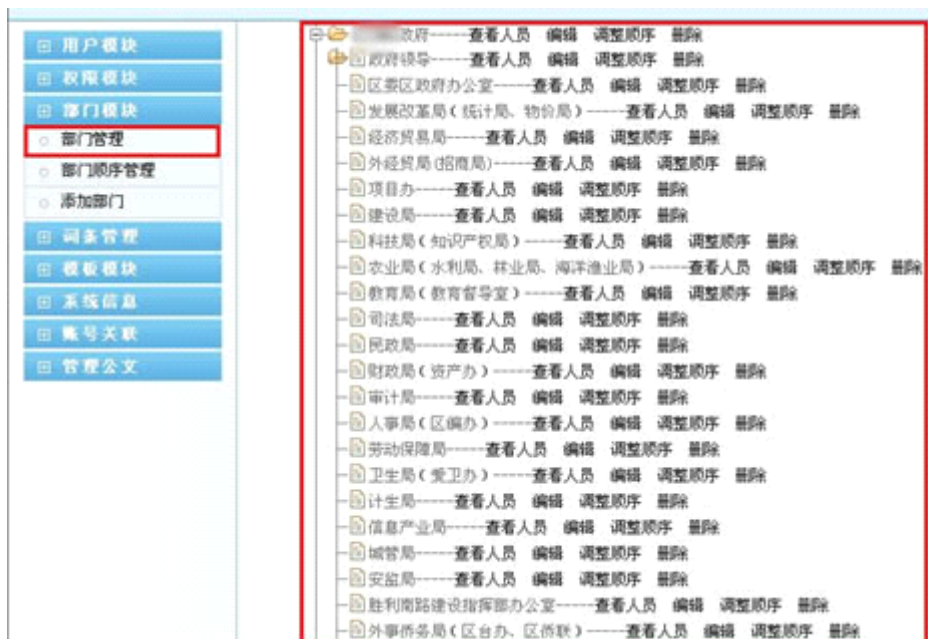 用户模块
权限模块
部门模块
部门管理
部门顺序管理
添加部门
词条管理
模板模块
系统信息
账号关联
管理公文
政府-----查看人员 编辑 调整顺序 删除
政府领导-----查看人员 编辑 调整顺序 删除
区委区政府办公室-----查看人员 编辑 调整顺序 删除
发展改革局(统计局、物价局)-----查看人员 编辑 调整顺序 删除
经济贸易局-----查看人员 编辑 调整顺序 删除
外经贸局(招商局)-----查看人员 编辑 调整顺序 删除
项目办-----查看人员 编辑 调整顺序 删除
建设局-----查看人员 编辑 调整顺序 删除
科技局(知识产权局)-----查看人员 编辑 调整顺序 删除
农业局(水利局、林业局、海洋渔业局)-----查看人员 编辑 调整顺序 删除
教育局(教育督导室)-----查看人员 编辑 调整顺序 删除
司法局-----查看人员 编辑 调整顺序 删除
民政局-----查看人员 编辑 调整顺序 删除
财政局(资产办)-----查看人员 编辑 调整顺序 删除
审计局-----查看人员 编辑 调整顺序 删除
人事局(区编办)-----查看人员 编辑 调整顺序 删除
劳动保障局-----查看人员 编辑 调整顺序 删除
卫生局(爱卫办)-----查看人员 编辑 调整顺序 删除
计生局-----查看人员 编辑 调整顺序 删除
信息产业局-----查看人员 编辑 调整顺序 删除
城管局-----查看人员 编辑 调整顺序 删除
安监局-----查看人员 编辑 调整顺序 删除
胜利南路建设指挥部办公室-----查看人员 编辑 调整顺序 删除
外事侨务局(区台办、区侨联)-----查看人员 编辑 调整顺序 删除